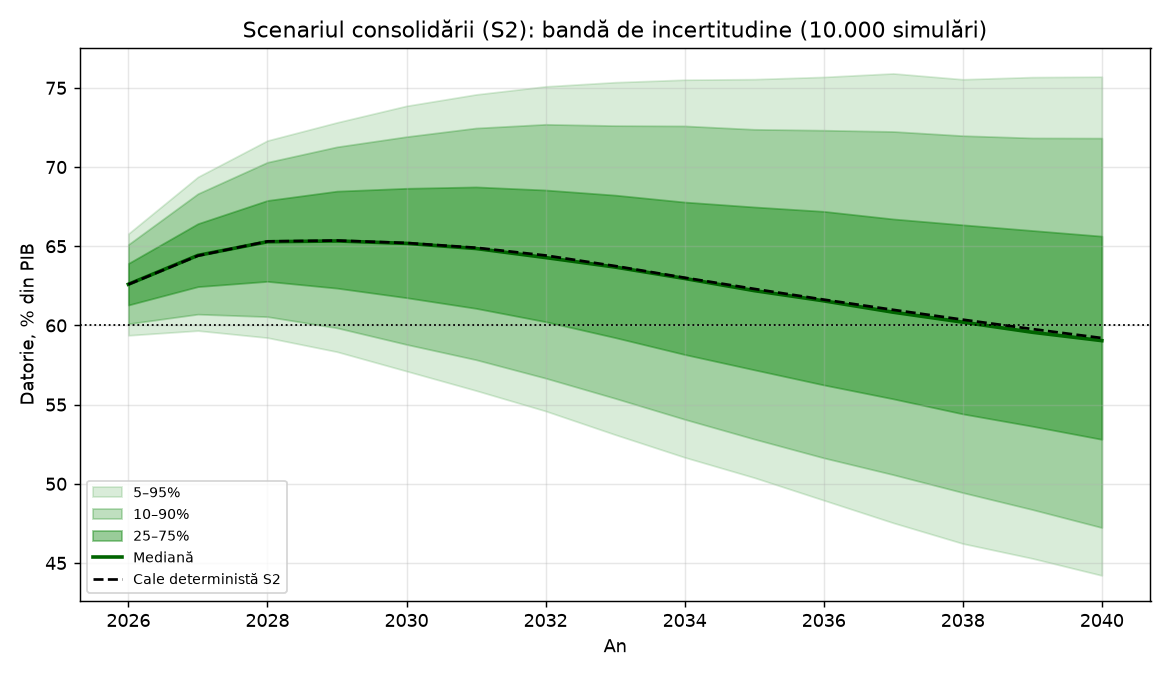 Scenariul consolidării (S2): bandă de incertitudine (10.000 simulări)
Datorie, % din PIB
75
70
65
60
55
50
45
5–95%
10–90%
25–75%
Mediană
Cale deterministă S2
2026 2028 2030 2032 2034 2036 2038 2040
An